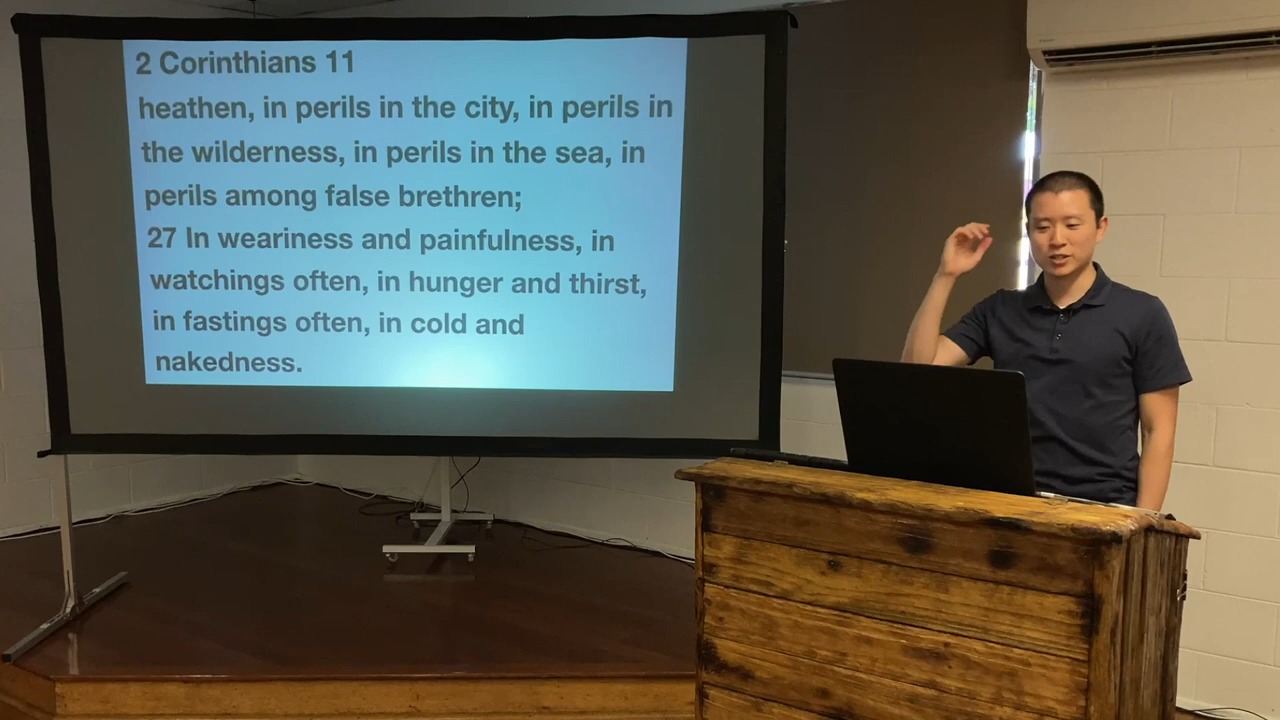 2 Corinthians 11
heathen, in perils in the city, in perils in
the wilderness, in perils in the sea, in
perils among false brethren;
27 In weariness and painfulness, in
watchings often, in hunger and thirst,
in fastings often, in cold and
nakedness.